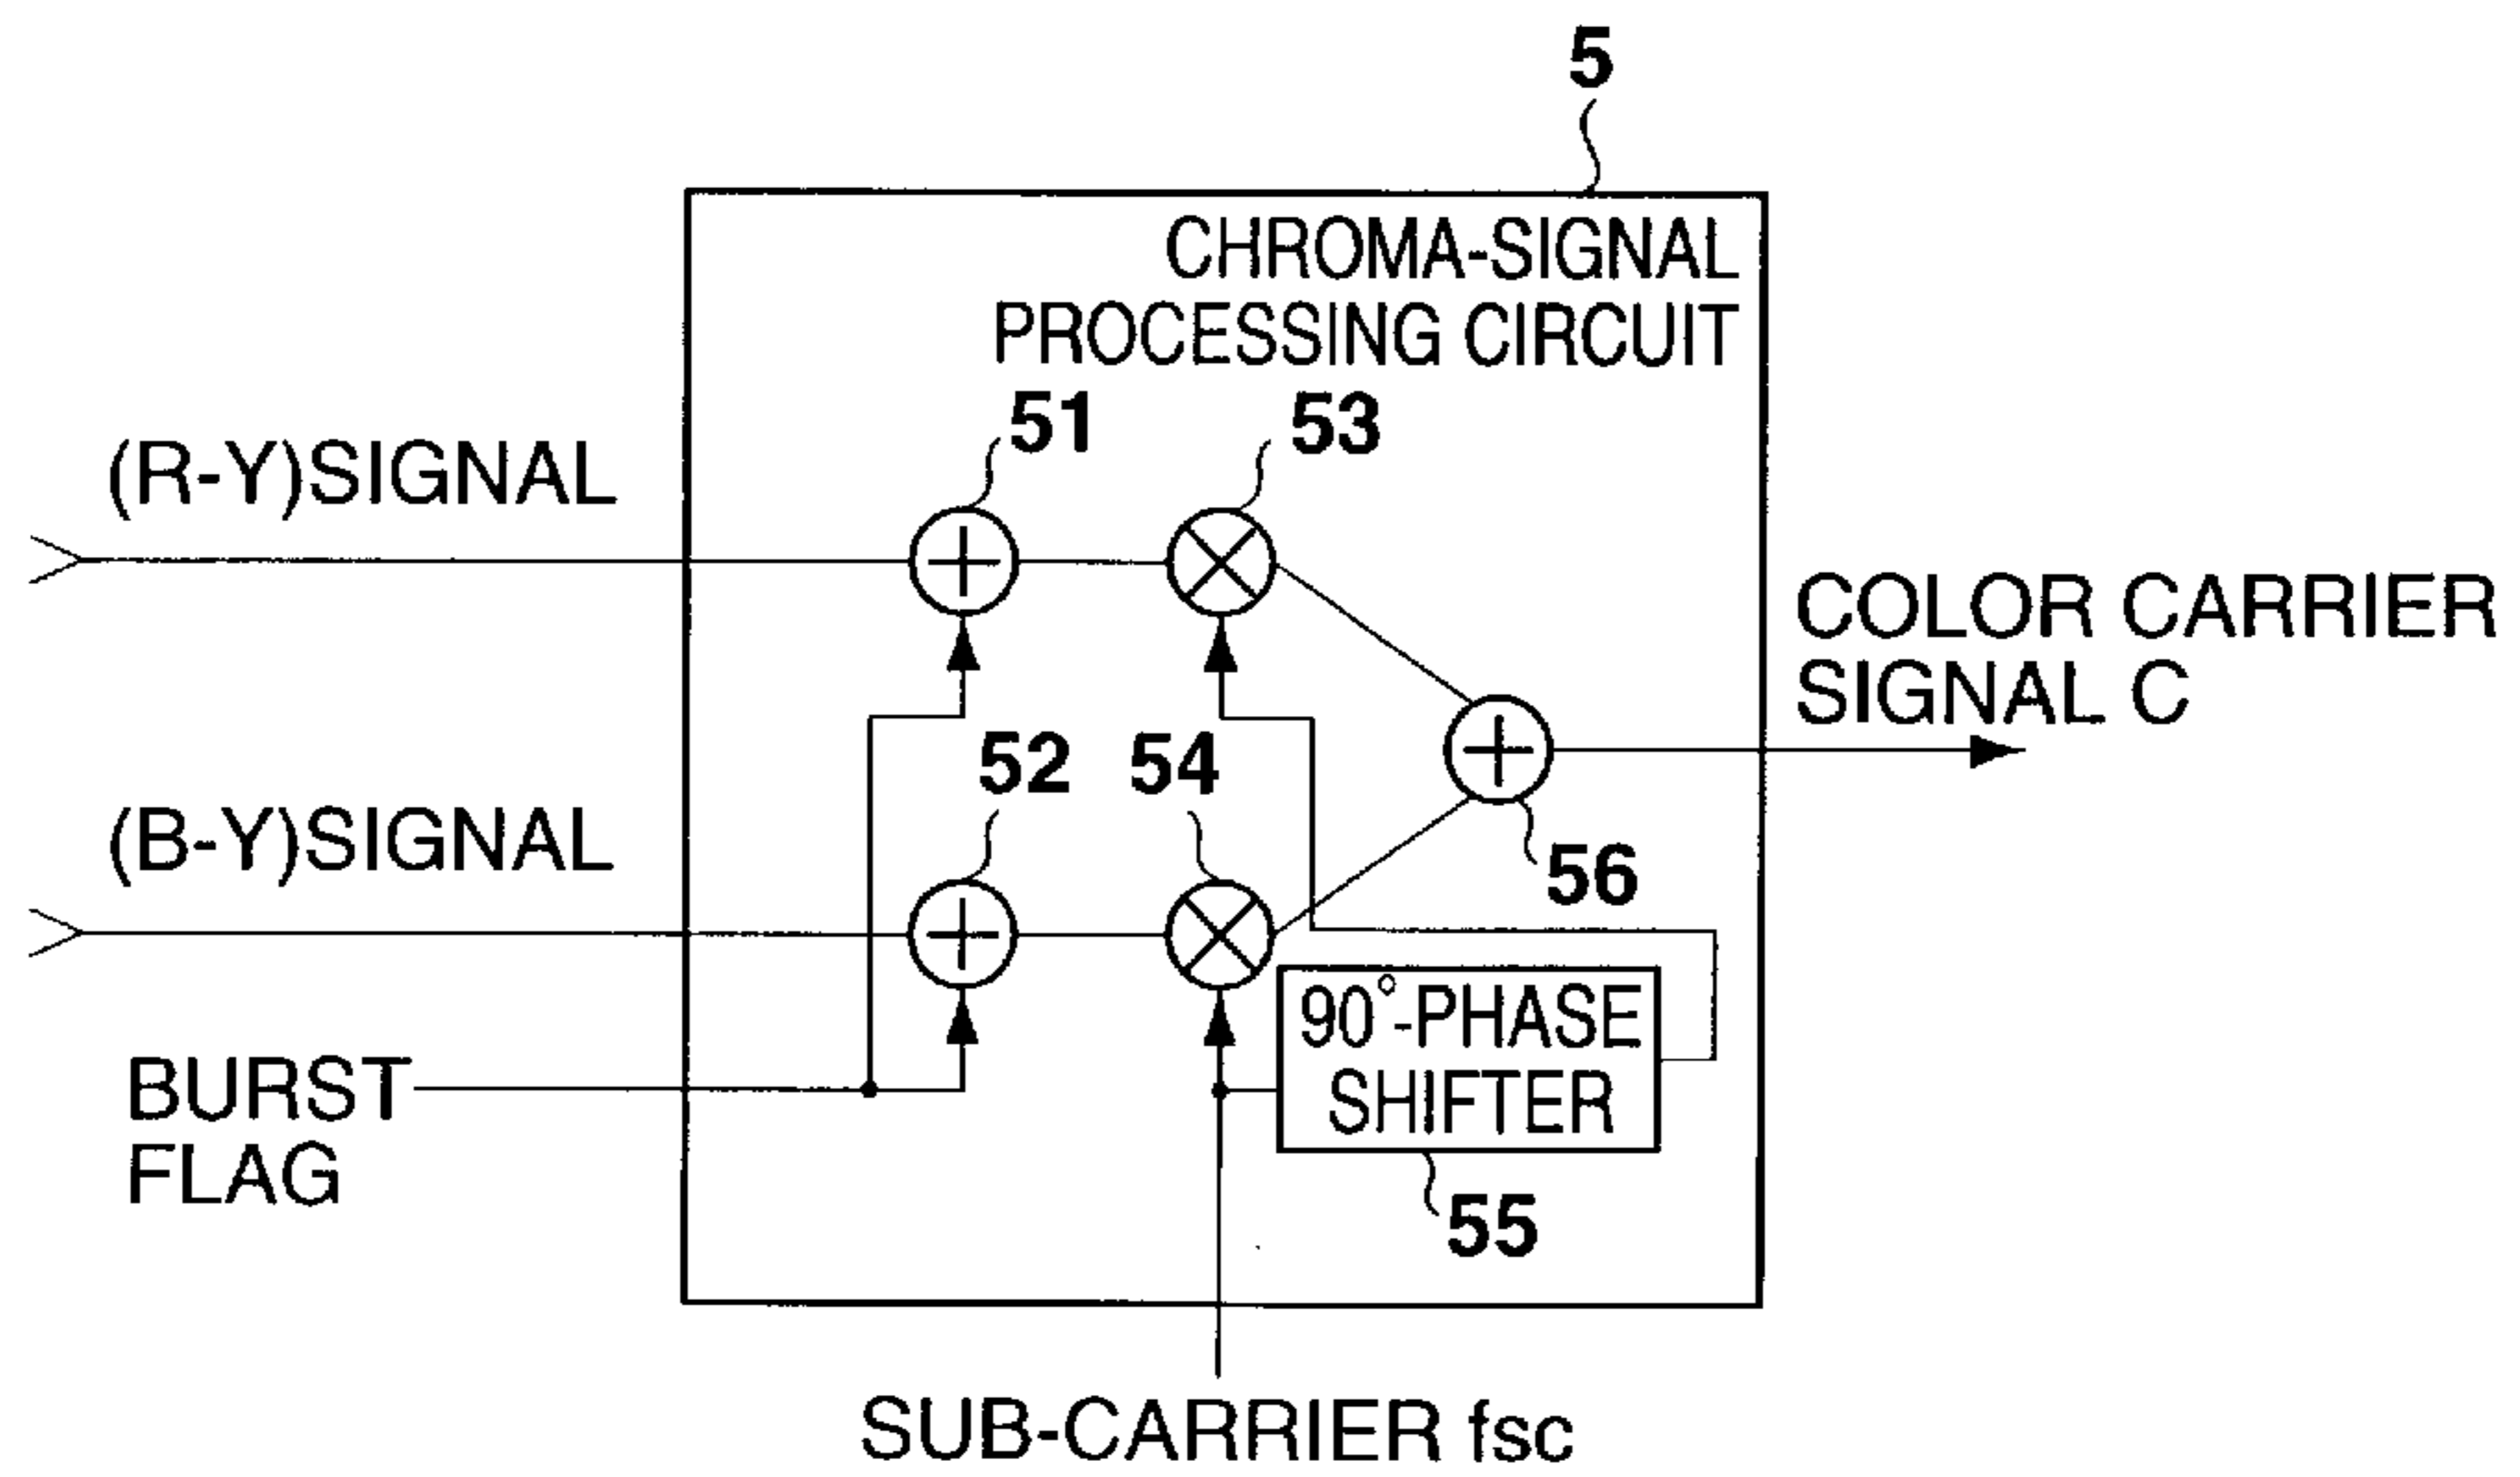 5
CHROMA-SIGNAL
PROCESSING CIRCUIT
51
53
(R-Y)SIGNAL
COLOR CARRIER
SIGNAL C
52
54
(B-Y)SIGNAL
56
90°-PHASE
SHIFTER
BURST
FLAG
55
SUB-CARRIER fsc